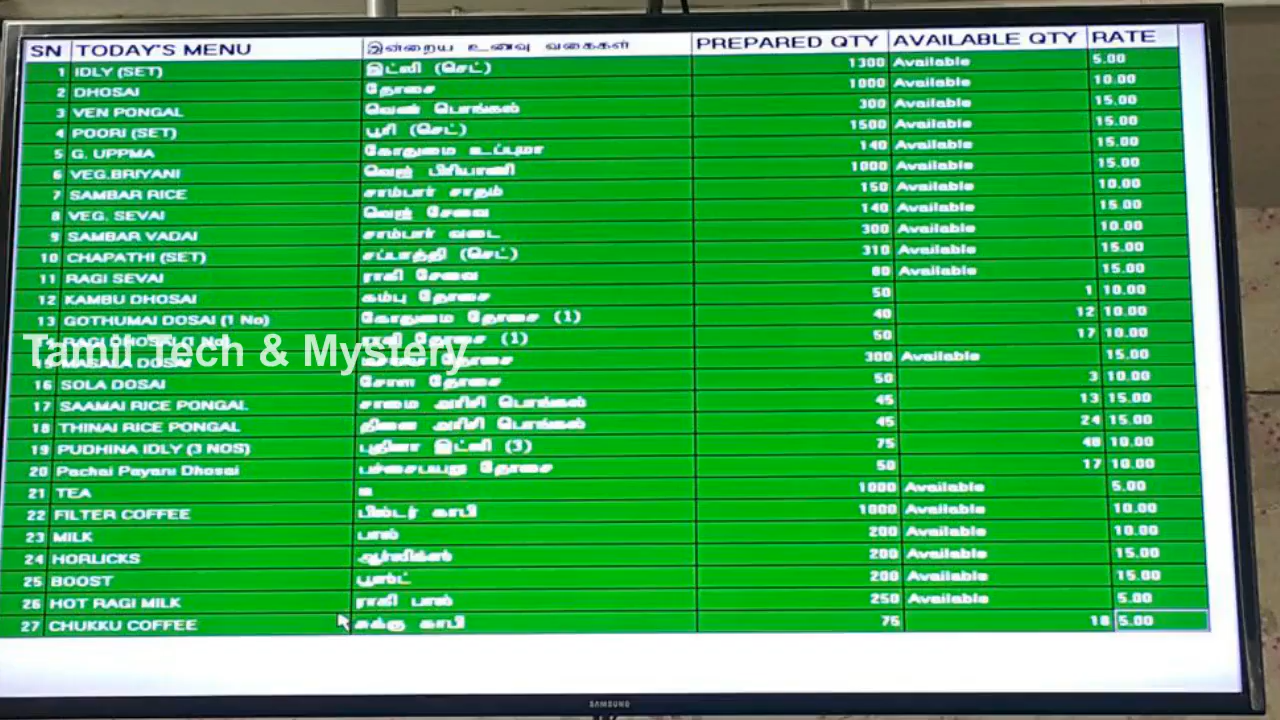 SN TODAY'S MENU இன்றைய உணவு வகைகள் PREPARED QTY AVAILABLE QTY RATE
1 IDLY (SET) இட்லி (செட்) 1300 Available 5.00
2 DHOSAI தோசை 1000 Available 10.00
3 VEN PONGAL வெண் பொங்கல் 300 Available 15.00
4 POORI (SET) பூரி (செட்) 1500 Available 15.00
5 G. UPPMA கோதுமை உப்புமா 140 Available 15.00
6 VEG.BRIYANI வெஜ் பிரியாணி 1000 Available 15.00
7 SAMBAR RICE சாம்பார் சாதம் 150 Available 10.00
8 VEG. SEVAI வெஜ் சேவை 140 Available 15.00
9 SAMBAR VADAI சாம்பார் வடை 300 Available 10.00
10 CHAPATHI (SET) சப்பாத்தி (செட்) 310 Available 15.00
11 RAGI SEVAI ராகி சேவை Available 15.00
12 KAMBU DHOSAI கம்பு தோசை 50 1 10.00
13 GOTHUMAI DOSAI (1 No) கோதுமை தோசை (1) 40 12 10.00
14 RAGI DHOSAI (1 No) ராகி தோசை (1) 50 17 10.00
Tamil Tech & Mystery
15 MASALA DOSAI தோசை 300 Available 15.00
16 SOLA DOSAI சோள தோசை 50 3 10.00
17 SAAMAI RICE PONGAL சாமை அரிசி பொங்கல் 45 13 15.00
18 THINAI RICE PONGAL தினை அரிசி பொங்கல் 45 24 15.00
19 PUDHINA IDLY (3 NOS) புதினா இட்லி (3) 75 48 10.00
20 Pachai Payaru Dhosai பச்சைபயறு தோசை 50 17 10.00
21 TEA டீ 1000 Available 5.00
22 FILTER COFFEE பில்டர் காபி 1000 Available 10.00
23 MILK பால் 200 Available 10.00
24 HORLICKS ஆர்லிக்ஸ் 200 Available 15.00
25 BOOST பூஸ்ட் 200 Available 15.00
26 HOT RAGI MILK ராகி பால் 250 Available 5.00
27 CHUKKU COFFEE சுக்கு காபி 75 18 5.00
SAMSUNG